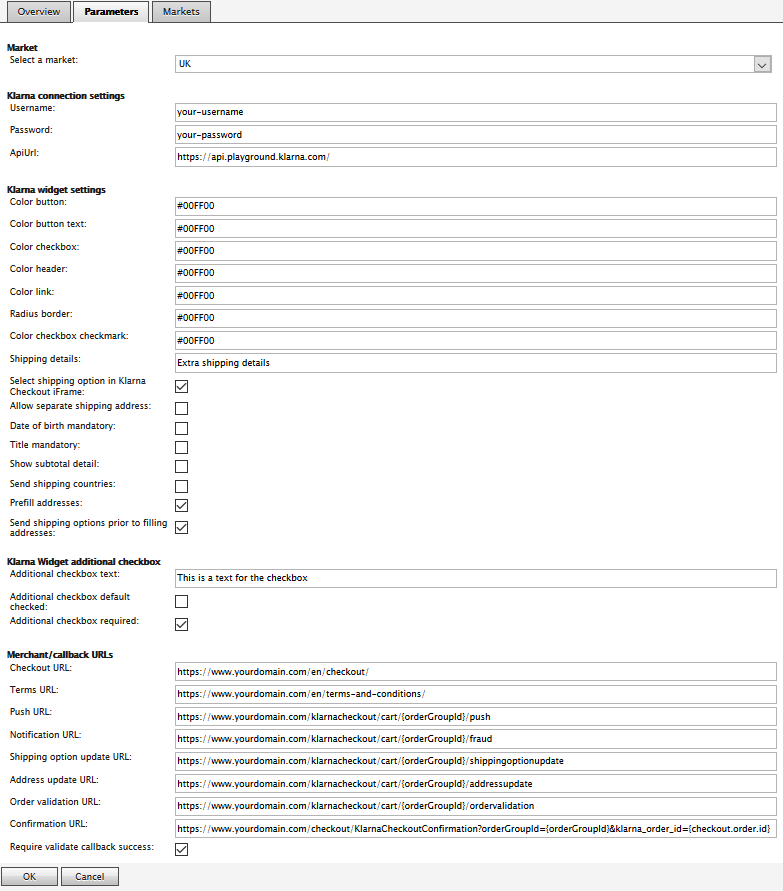 Overview
Parameters
Markets
Market
Select a market:
UK
Klarna connection settings
Username:
your-username
Password:
your-password
ApiUrl:
https://api.playground.klarna.com/
Klarna widget settings
Color button:
#00FF00
Color button text:
#00FF00
Color checkbox:
#00FF00
Color header:
#00FF00
Color link:
#00FF00
Radius border:
#00FF00
Color checkbox checkmark:
#00FF00
Shipping details:
Extra shipping details
Select shipping option in Klarna
Checkout iFrame:
Allow separate shipping address:
Date of birth mandatory:
Title mandatory:
Show subtotal detail:
Send shipping countries:
Prefill addresses:
Send shipping options prior to filling
addresses:
Klarna Widget additional checkbox
Additional checkbox text:
This is a text for the checkbox
Additional checkbox default
checked:
Additional checkbox required:
Merchant/callback URLs
Checkout URL:
https://www.yourdomain.com/en/checkout/
Terms URL:
https://www.yourdomain.com/en/terms-and-conditions/
Push URL:
https://www.yourdomain.com/klarnacheckout/cart/{orderGroupId}/push
Notification URL:
https://www.yourdomain.com/klarnacheckout/cart/{orderGroupId}/fraud
Shipping option update URL:
https://www.yourdomain.com/klarnacheckout/cart/{orderGroupId}/shippingoptionupdate
Address update URL:
https://www.yourdomain.com/klarnacheckout/cart/{orderGroupId}/addressupdate
Order validation URL:
https://www.yourdomain.com/klarnacheckout/cart/{orderGroupId}/ordervalidation
Confirmation URL:
https://www.yourdomain.com/checkout/KlarnaCheckoutConfirmation?orderGroupId={orderGroupId}&klarna_order_id={checkout.order.id}
Require validate callback success:
OK
Cancel